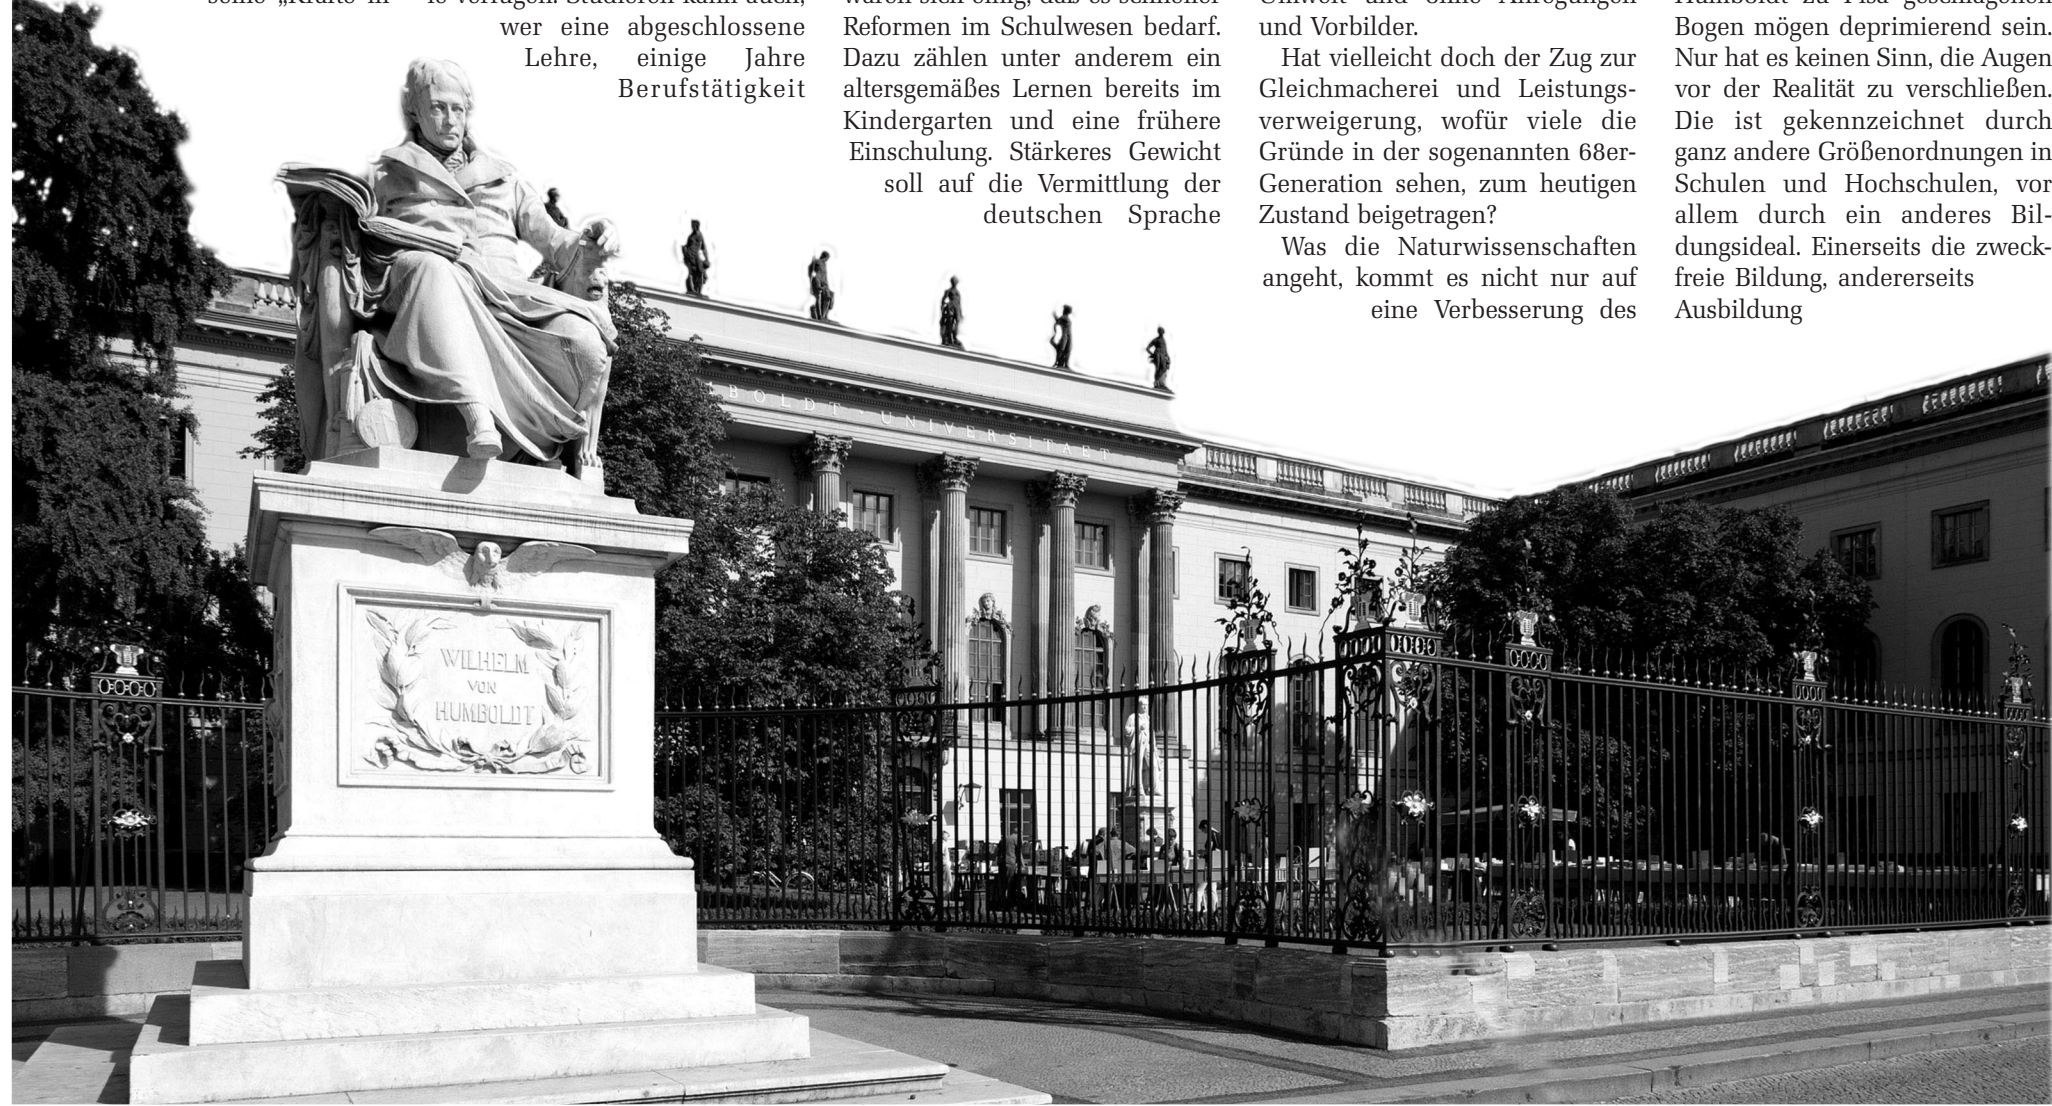 wer eine abgeschlossene
Lehre, einige Jahre
Berufstätigkeit
Reformen im Schulwesen bedarf.
Dazu zählen unter anderem ein
altersgemäßes Lernen bereits im
Kindergarten und eine frühere
Einschulung. Stärkeres Gewicht
soll auf die Vermittlung der
deutschen Sprache
und Vorbilder.
Hat vielleicht doch der Zug zur
Gleichmacherei und Leistungs-
verweigerung, wofür viele die
Gründe in der sogenannten 68er-
Generation sehen, zum heutigen
Zustand beigetragen?
Was die Naturwissenschaften
angeht, kommt es nicht nur auf
eine Verbesserung des
Bogen mögen deprimierend sein.
Nur hat es keinen Sinn, die Augen
vor der Realität zu verschließen.
Die ist gekennzeichnet durch
ganz andere Größenordnungen in
Schulen und Hochschulen, vor
allem durch ein anderes Bil-
dungsideal. Einerseits die zweck-
freie Bildung, andererseits
Ausbildung
BOLDT · UNIVERSITAET
WILHELM
VON
HUMBOLDT